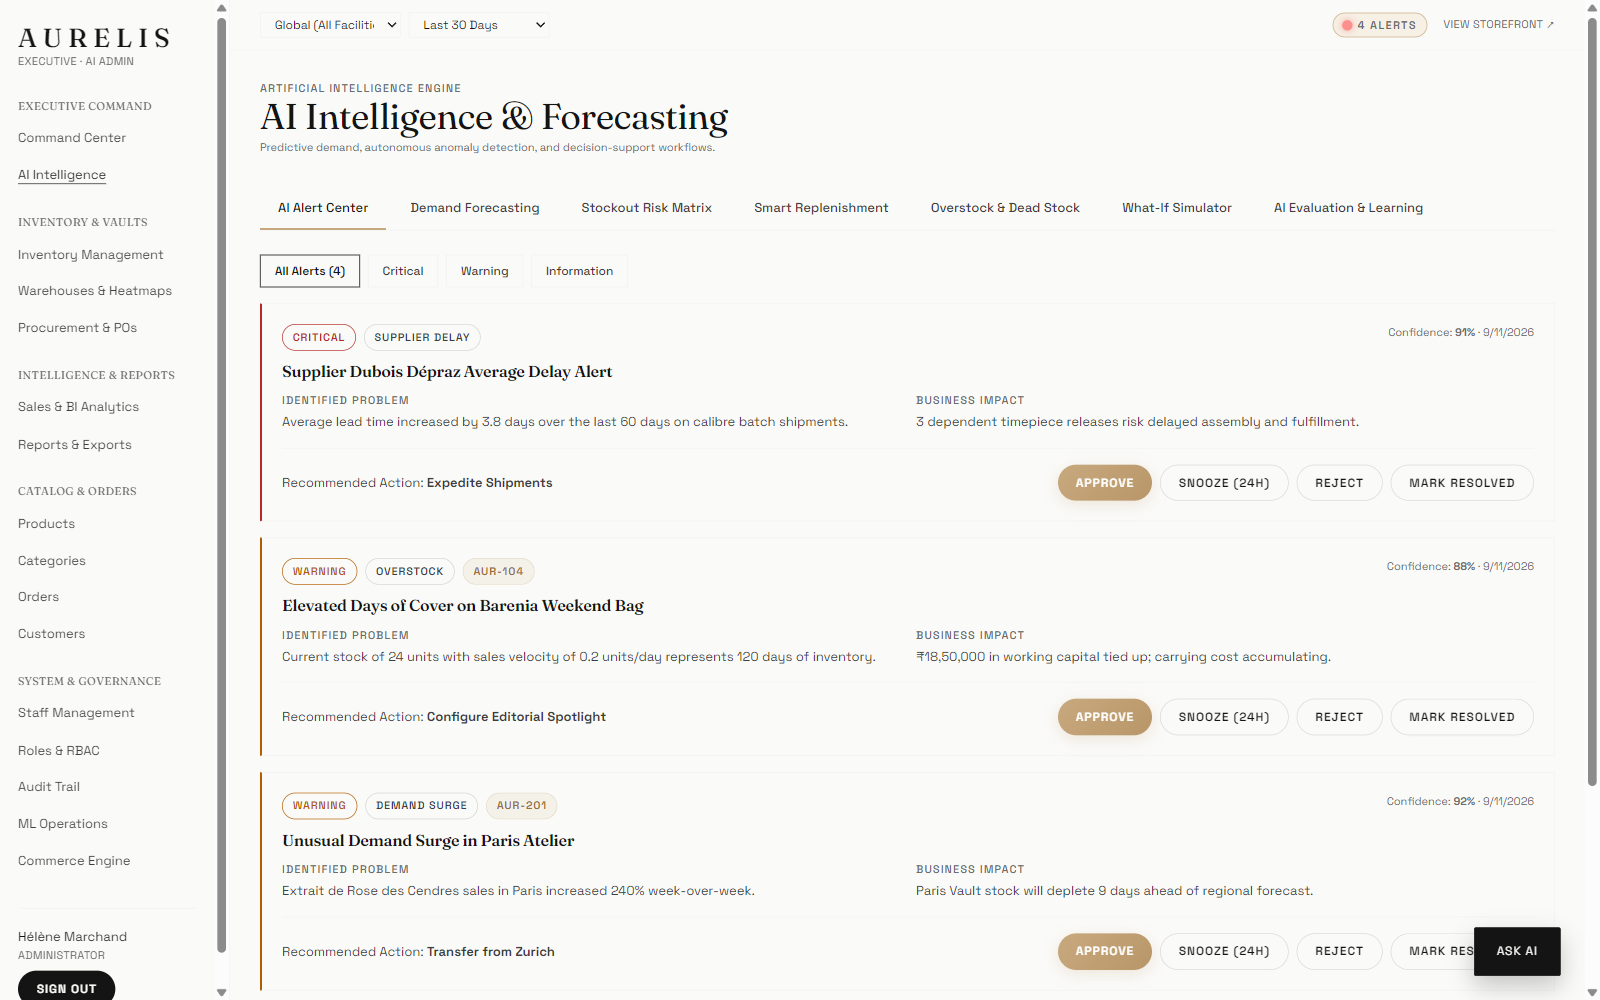 AURELIS
EXECUTIVE · AI ADMIN
EXECUTIVE COMMAND
Command Center
AI Intelligence
INVENTORY & VAULTS
Inventory Management
Warehouses & Heatmaps
Procurement & POs
INTELLIGENCE & REPORTS
Sales & BI Analytics
Reports & Exports
CATALOG & ORDERS
Products
Categories
Orders
Customers
SYSTEM & GOVERNANCE
Staff Management
Roles & RBAC
Audit Trail
ML Operations
Commerce Engine
Hélène Marchand
ADMINISTRATOR
SIGN OUT
Global (All Faciliti Last 30 Days
4 ALERTS VIEW STOREFRONT ↗
ARTIFICIAL INTELLIGENCE ENGINE
AI Intelligence & Forecasting
Predictive demand, autonomous anomaly detection, and decision-support workflows.
AI Alert Center Demand Forecasting Stockout Risk Matrix Smart Replenishment Overstock & Dead Stock What-If Simulator AI Evaluation & Learning
All Alerts (4) Critical Warning Information
CRITICAL SUPPLIER DELAY Confidence: 91% · 9/11/2026
Supplier Dubois Dépraz Average Delay Alert
IDENTIFIED PROBLEM BUSINESS IMPACT
Average lead time increased by 3.8 days over the last 60 days on calibre batch shipments. 3 dependent timepiece releases risk delayed assembly and fulfillment.
Recommended Action: Expedite Shipments APPROVE SNOOZE (24H) REJECT MARK RESOLVED
WARNING OVERSTOCK AUR-104 Confidence: 88% · 9/11/2026
Elevated Days of Cover on Barenia Weekend Bag
IDENTIFIED PROBLEM BUSINESS IMPACT
Current stock of 24 units with sales velocity of 0.2 units/day represents 120 days of inventory. ₹18,50,000 in working capital tied up; carrying cost accumulating.
Recommended Action: Configure Editorial Spotlight APPROVE SNOOZE (24H) REJECT MARK RESOLVED
WARNING DEMAND SURGE AUR-201 Confidence: 92% · 9/11/2026
Unusual Demand Surge in Paris Atelier
IDENTIFIED PROBLEM BUSINESS IMPACT
Extrait de Rose des Cendres sales in Paris increased 240% week-over-week. Paris Vault stock will deplete 9 days ahead of regional forecast.
Recommended Action: Transfer from Zurich APPROVE SNOOZE (24H) REJECT MARK RES ASK AI